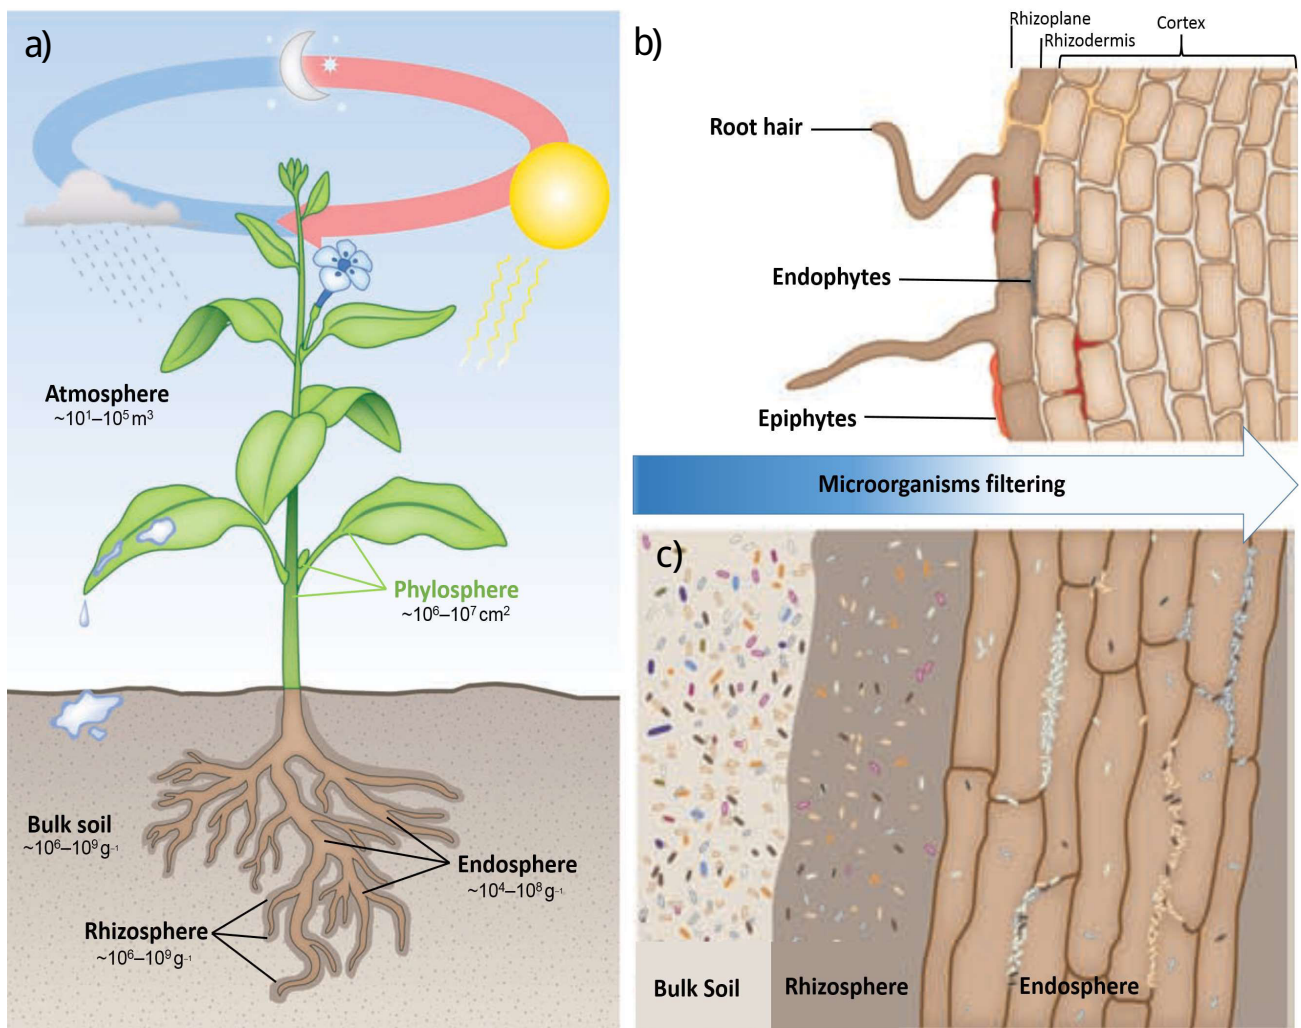 a)
Atmosphere
~10¹–10⁵ m³
Phylosphere
~10⁶–10⁷ cm²
Bulk soil
~10⁶–10⁹ g⁻¹
Endosphere
~10⁴–10⁸ g⁻¹
Rhizosphere
~10⁶–10⁹ g⁻¹
b)
Rhizoplane
Rhizodermis
Cortex
Root hair
Endophytes
Epiphytes
Microorganisms filtering
c)
Bulk Soil
Rhizosphere
Endosphere